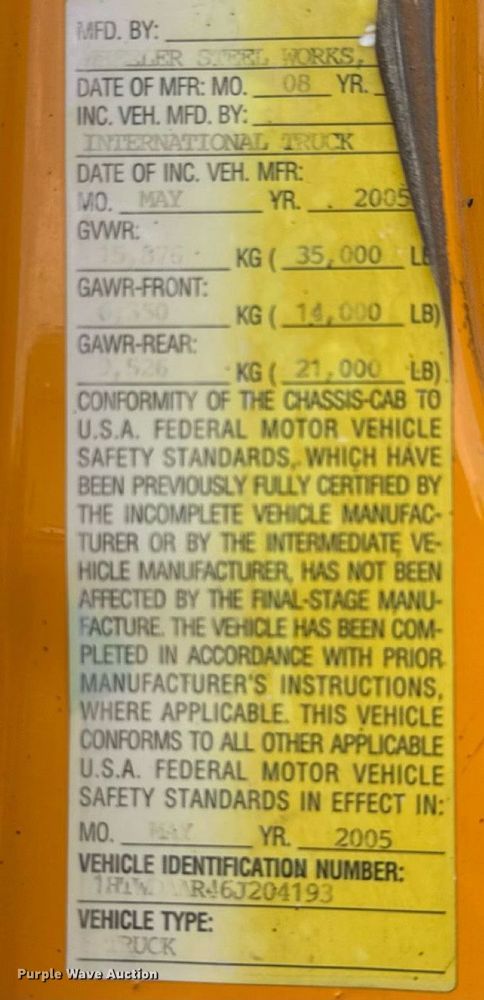 MFD. BY:
STEEL WORKS,
DATE OF MFR: MO. 08 YR.
INC. VEH. MFD. BY:
INTERNATIONAL TRUCK
DATE OF INC. VEH. MFR:
MO. MAY YR. 2005
GVWR:
KG ( 35,000 LB
GAWR-FRONT:
KG ( 14,000 LB)
GAWR-REAR:
KG ( 21,000 LB)
CONFORMITY OF THE CHASSIS-CAB TO
U.S.A. FEDERAL MOTOR VEHICLE
SAFETY STANDARDS, WHICH HAVE
BEEN PREVIOUSLY FULLY CERTIFIED BY
THE INCOMPLETE VEHICLE MANUFAC-
TURER OR BY THE INTERMEDIATE VE-
HICLE MANUFACTURER, HAS NOT BEEN
AFFECTED BY THE FINAL-STAGE MANU-
FACTURE. THE VEHICLE HAS BEEN COM-
PLETED IN ACCORDANCE WITH PRIOR
MANUFACTURER'S INSTRUCTIONS,
WHERE APPLICABLE. THIS VEHICLE
CONFORMS TO ALL OTHER APPLICABLE
U.S.A. FEDERAL MOTOR VEHICLE
SAFETY STANDARDS IN EFFECT IN:
MO. MAY YR. 2005
VEHICLE IDENTIFICATION NUMBER:
VEHICLE TYPE:
TRUCK
Purple Wave Auction